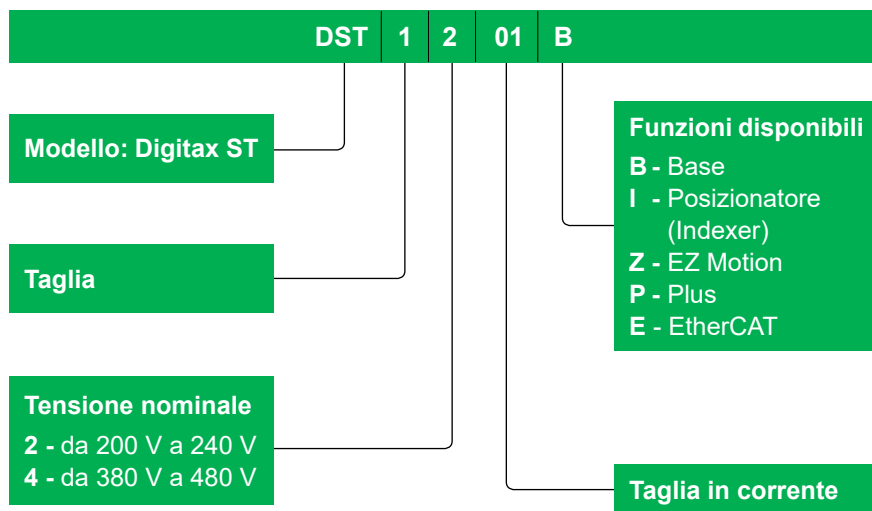 DST 1 2 01 B
Modello: Digitax ST
Taglia
Tensione nominale
2 - da 200 V a 240 V
4 - da 380 V a 480 V
Funzioni disponibili
B - Base
I - Posizionatore
(Indexer)
Z - EZ Motion
P - Plus
E - EtherCAT
Taglia in corrente